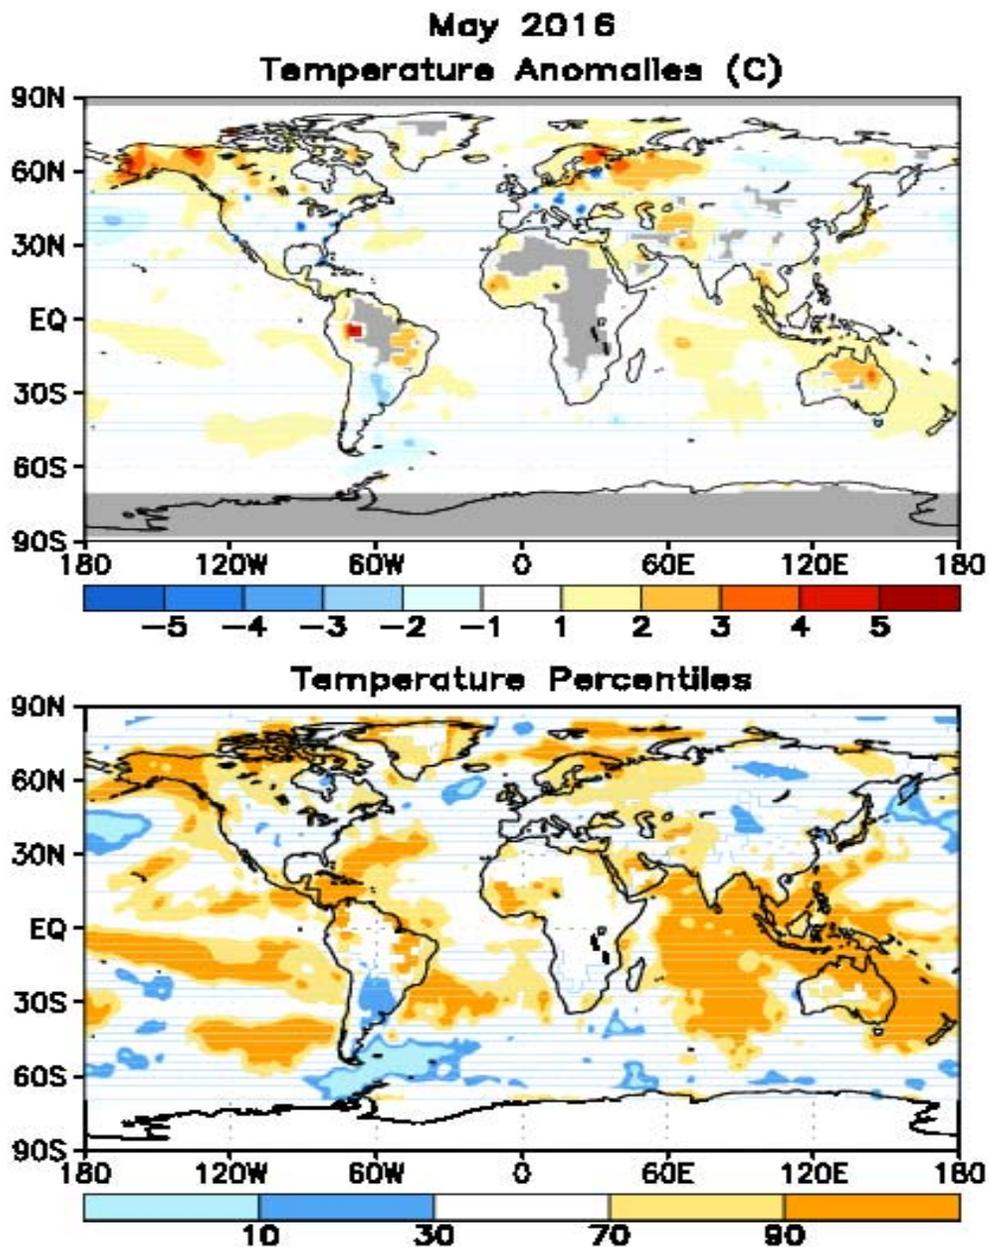 May 2016
Temperature Anomalies (C)
90N
60N
30N
EQ
30S
60S
90S
180 120W 60W 0 60E 120E 180
−5 −4 −3 −2 −1 1 2 3 4 5
Temperature Percentiles
90N
60N
30N
EQ
30S
60S
90S
180 120W 60W 0 60E 120E 180
10 30 70 90